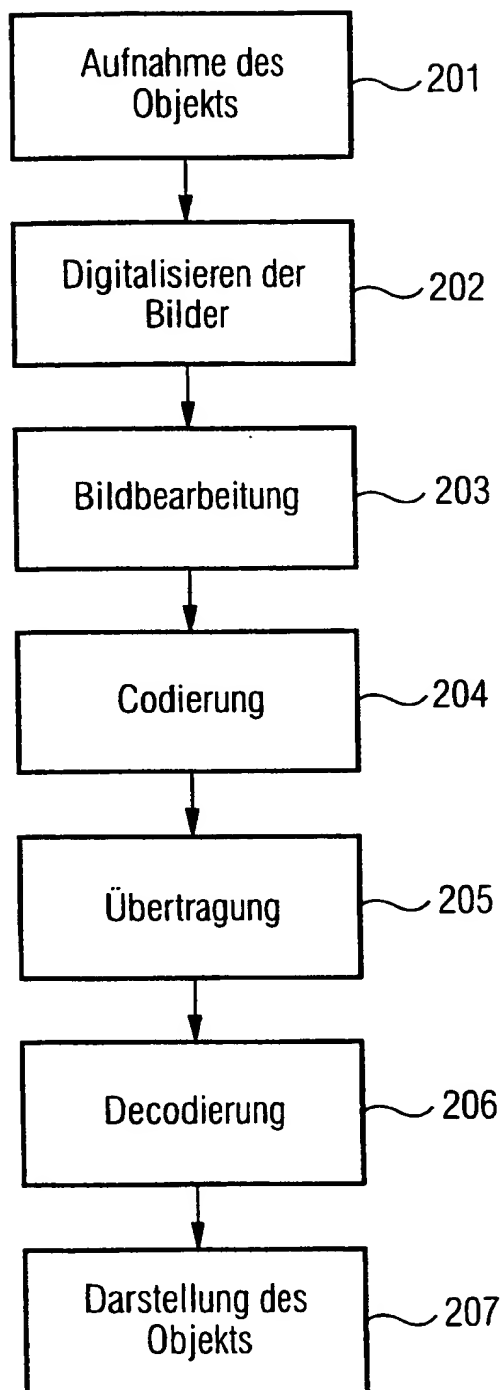 Aufnahme des
Objekts
201
Digitalisieren der
Bilder
202
Bildbearbeitung
203
Codierung
204
Übertragung
205
Decodierung
206
Darstellung des
Objekts
207